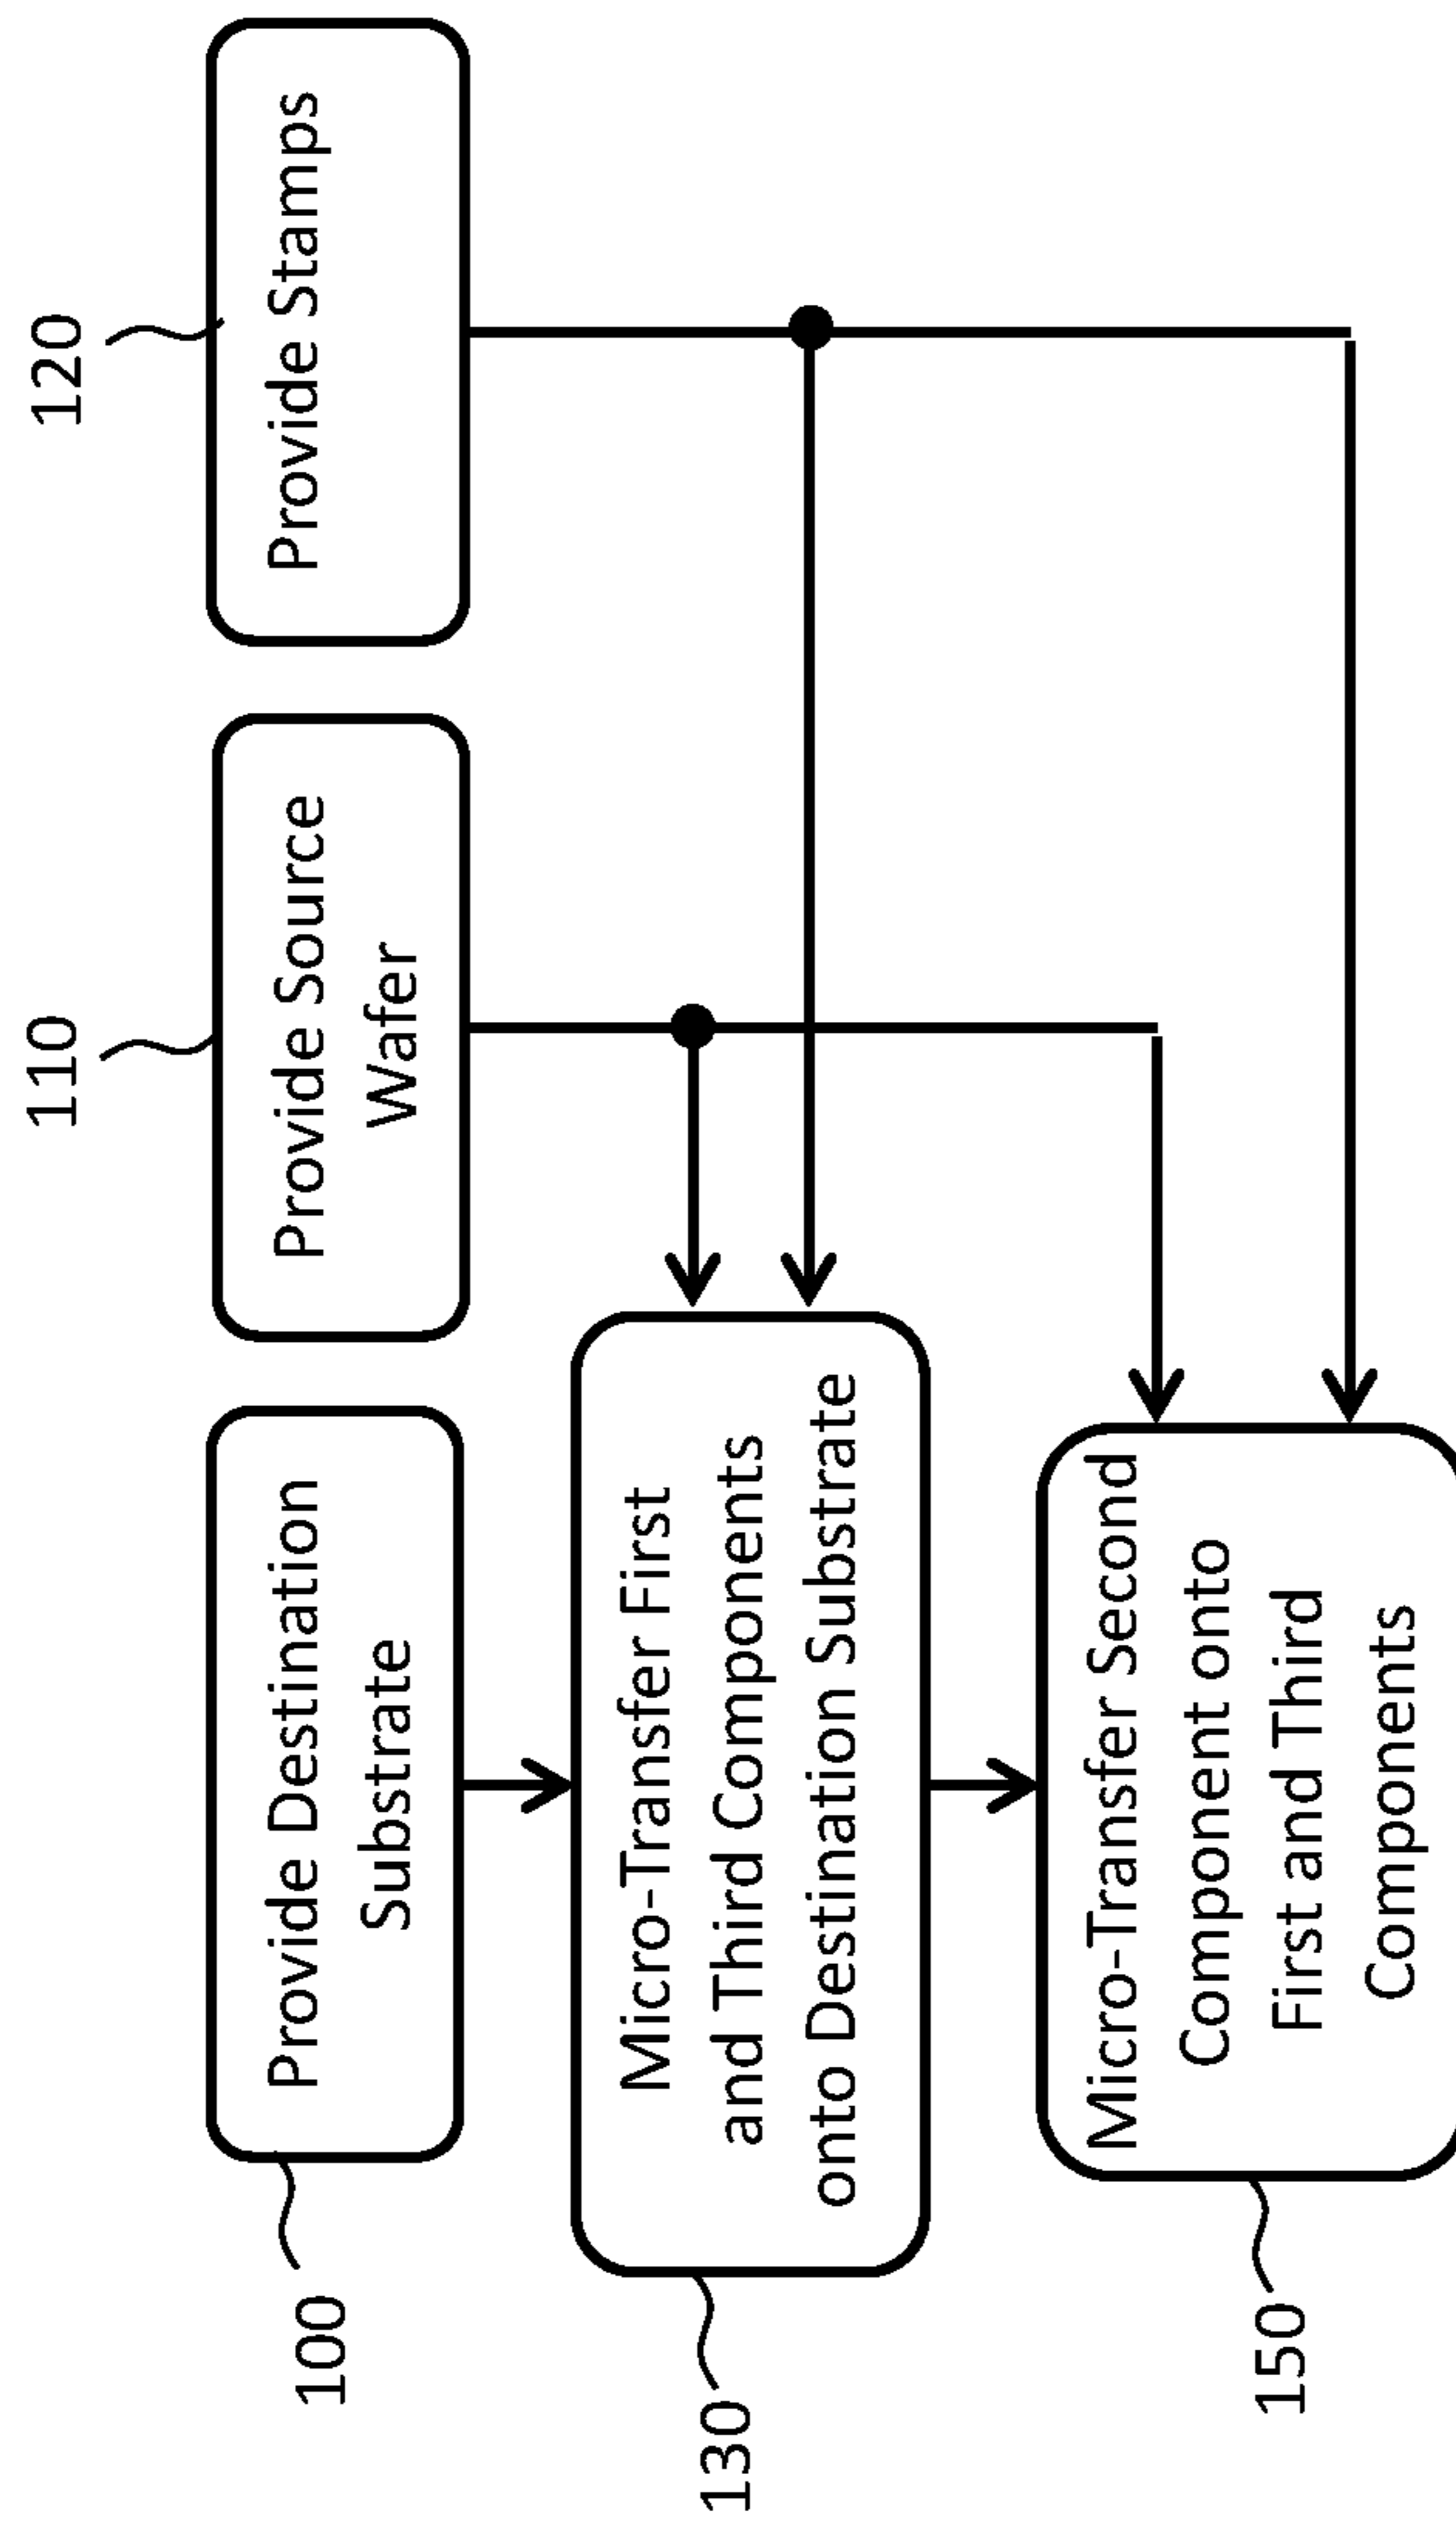 100
Provide Destination
Substrate
110
Provide Source
Wafer
120
Provide Stamps
130
Micro-Transfer First
and Third Components
onto Destination Substrate
150
Micro-Transfer Second
Component onto
First and Third
Components